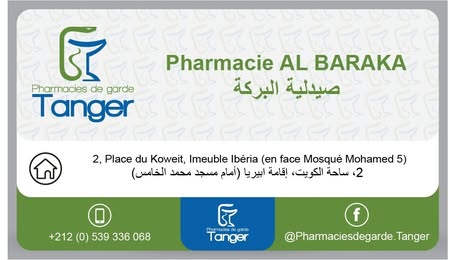 Pharmacie AL BARAKA
صيدلية البركة
Pharmacies de garde
Tanger
2, Place du Koweit, Imeuble Ibéria (en face Mosqué Mohamed 5)
2، ساحة الكويت، إقامة ايبيريا (أمام مسجد محمد الخامس)
+212 (0) 539 336 068
Pharmacies de garde
Tanger
@Pharmaciesdegarde.Tanger